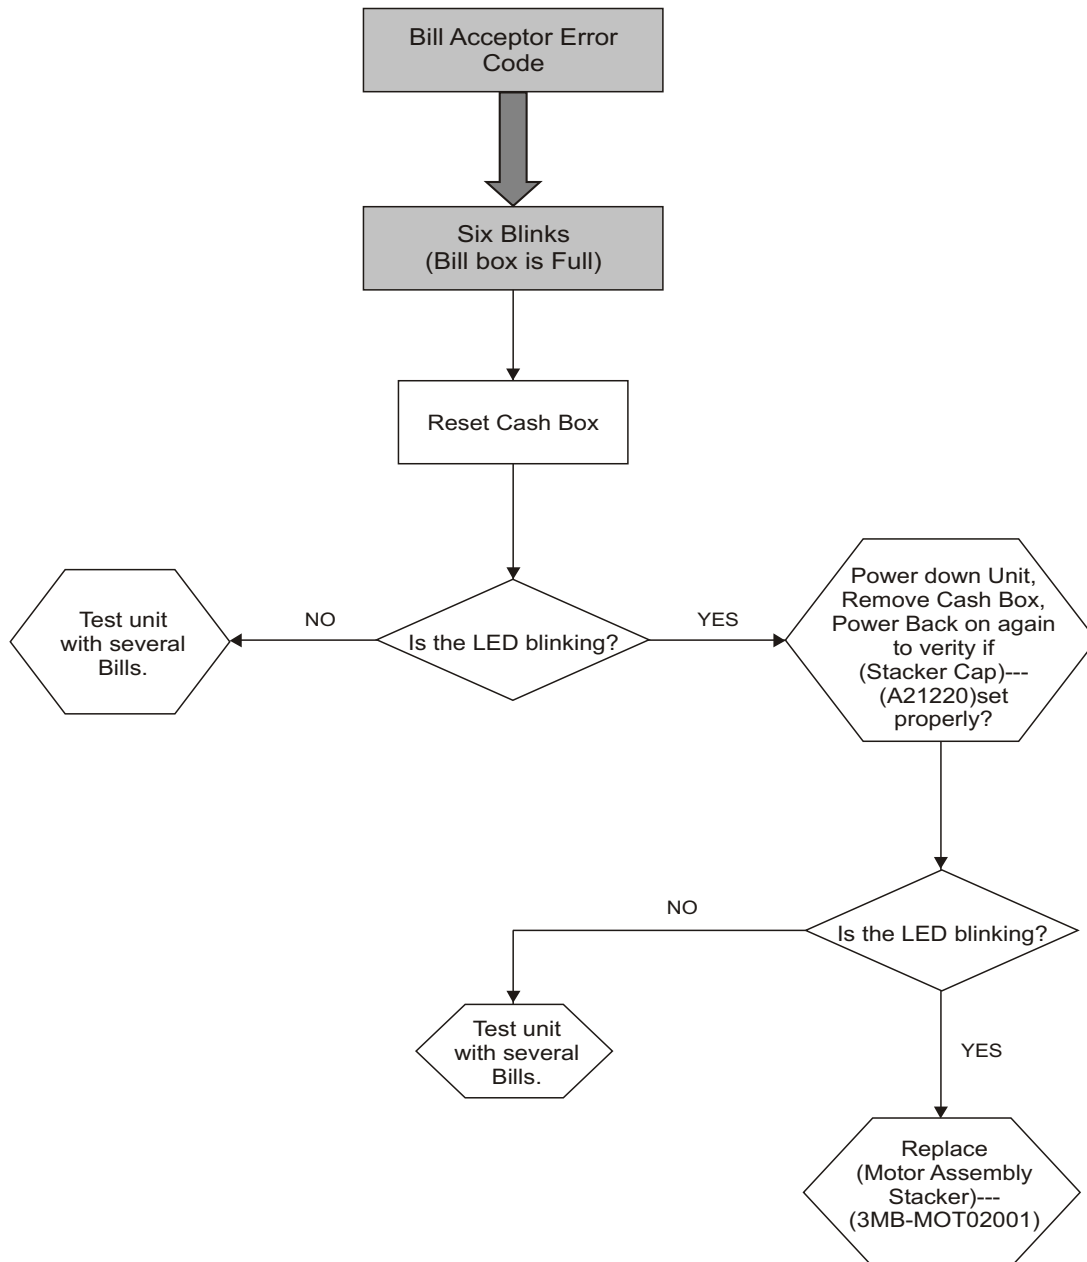 Bill Acceptor Error
Code
Six Blinks
(Bill box is Full)
Reset Cash Box
Is the LED blinking?
NO
YES
Test unit
with several
Bills.
Power down Unit,
Remove Cash Box,
Power Back on again
to verity if
(Stacker Cap)---
(A21220)set
properly?
Is the LED blinking?
NO
YES
Test unit
with several
Bills.
Replace
(Motor Assembly
Stacker)---
(3MB-MOT02001)